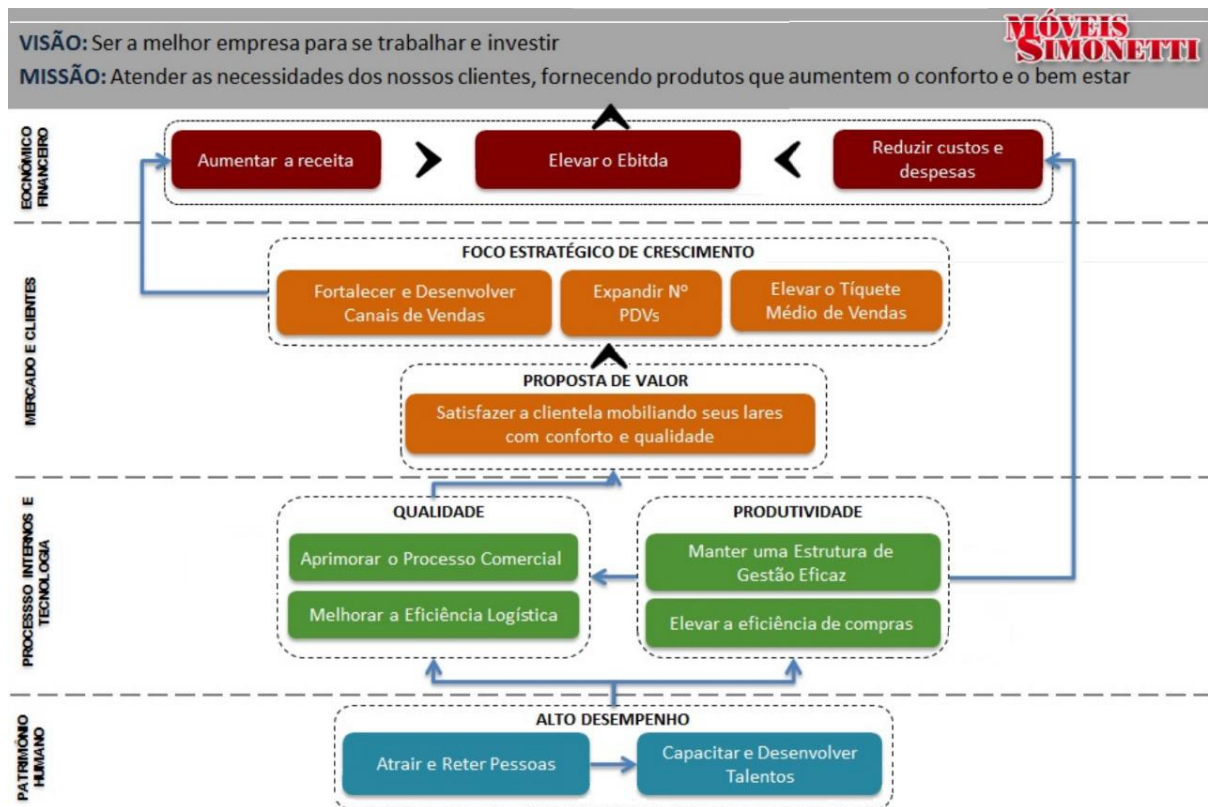 VISÃO: Ser a melhor empresa para se trabalhar e investir
MÓVEIS
SIMONETTI
MISSÃO: Atender as necessidades dos nossos clientes, fornecendo produtos que aumentem o conforto e o bem estar
ECONÔMICO
FINANCEIRO
Aumentar a receita
Elevar o Ebitda
Reduzir custos e
despesas
MERCADO E CLIENTES
FOCO ESTRATÉGICO DE CRESCIMENTO
Fortalecer e Desenvolver
Canais de Vendas
Expandir Nº
PDVs
Elevar o Tíquete
Médio de Vendas
PROPOSTA DE VALOR
Satisfazer a clientela mobiliando seus lares
com conforto e qualidade
PROCESSSO INTERNOS E
TECNOLOGIA
QUALIDADE
Aprimorar o Processo Comercial
Melhorar a Eficiência Logística
PRODUTIVIDADE
Manter uma Estrutura de
Gestão Eficaz
Elevar a eficiência de compras
PATRIMÔNIO
HUMANO
ALTO DESEMPENHO
Atrair e Reter Pessoas
Capacitar e Desenvolver
Talentos